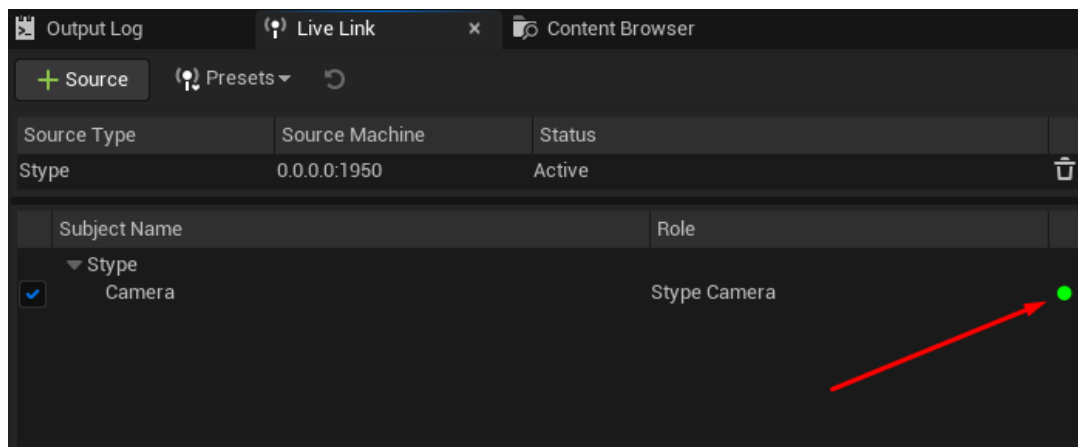 Output Log Live Link × Content Browser
+ Source Presets
Source Type Source Machine Status
Stype 0.0.0.0:1950 Active
Subject Name Role
Stype
Camera Stype Camera